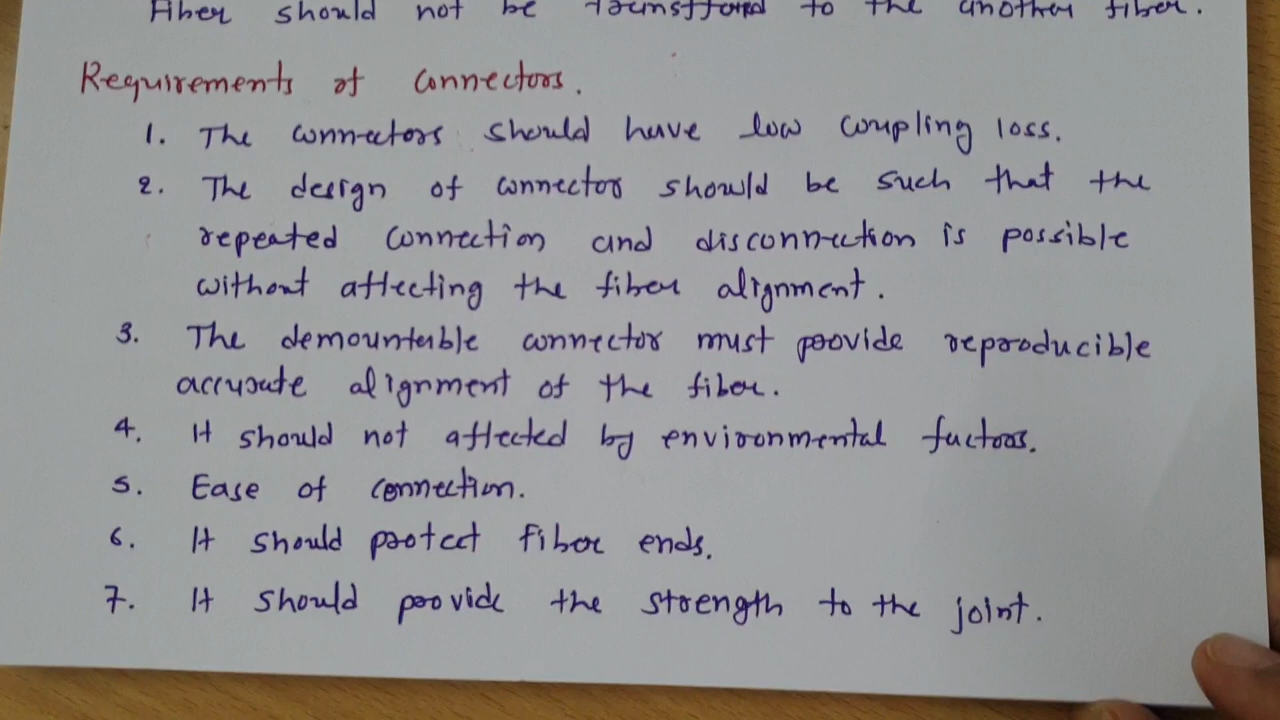 Fiber should not be transffered to the another fiber.
Requirements of connectors.
1. The connectors should have low coupling loss.
2. The design of connector should be such that the
repeated connection and disconnection is possible
without affecting the fiber alignment.
3. The demountable connector must provide reproducible
accurate alignment of the fiber.
4. It should not affected by environmental factors.
5. Ease of connection.
6. It should protect fiber ends.
7. It should provide the strength to the joint.